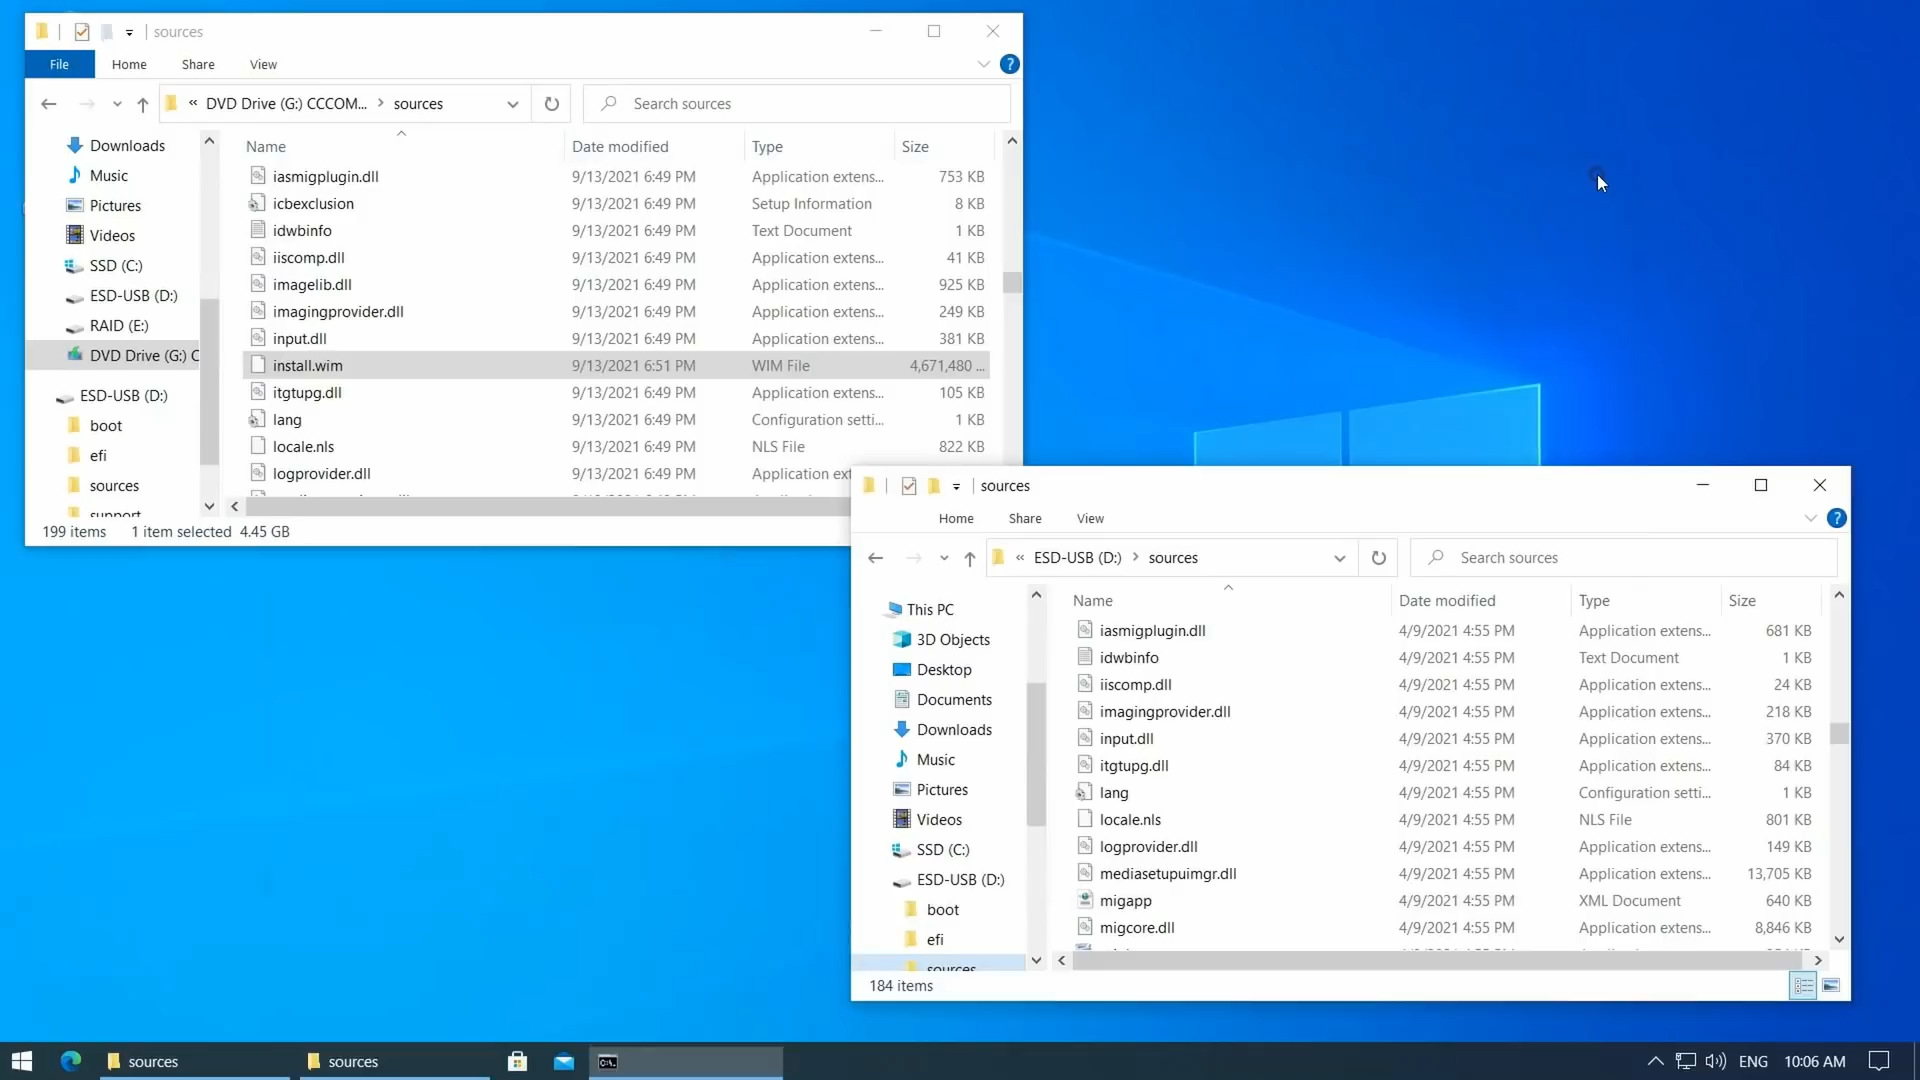 sources
File Home Share View
« DVD Drive (G:) CCCOM... > sources
Search sources
Downloads
Music
Pictures
Videos
SSD (C:)
ESD-USB (D:)
RAID (E:)
DVD Drive (G:) C
ESD-USB (D:)
boot
efi
sources
support
Name Date modified Type Size
iasmigplugin.dll 9/13/2021 6:49 PM Application extens... 753 KB
icbexclusion 9/13/2021 6:49 PM Setup Information 8 KB
idwbinfo 9/13/2021 6:49 PM Text Document 1 KB
iiscomp.dll 9/13/2021 6:49 PM Application extens... 41 KB
imagelib.dll 9/13/2021 6:49 PM Application extens... 925 KB
imagingprovider.dll 9/13/2021 6:49 PM Application extens... 249 KB
input.dll 9/13/2021 6:49 PM Application extens... 381 KB
install.wim 9/13/2021 6:51 PM WIM File 4,671,480 ...
itgtupg.dll 9/13/2021 6:49 PM Application extens... 105 KB
lang 9/13/2021 6:49 PM Configuration setti... 1 KB
locale.nls 9/13/2021 6:49 PM NLS File 822 KB
logprovider.dll 9/13/2021 6:49 PM Application ext
199 items 1 item selected 4.45 GB
sources
Home Share View
« ESD-USB (D:) > sources
Search sources
This PC
3D Objects
Desktop
Documents
Downloads
Music
Pictures
Videos
SSD (C:)
ESD-USB (D:)
boot
efi
sources
Name Date modified Type Size
iasmigplugin.dll 4/9/2021 4:55 PM Application extens... 681 KB
idwbinfo 4/9/2021 4:55 PM Text Document 1 KB
iiscomp.dll 4/9/2021 4:55 PM Application extens... 24 KB
imagingprovider.dll 4/9/2021 4:55 PM Application extens... 218 KB
input.dll 4/9/2021 4:55 PM Application extens... 370 KB
itgtupg.dll 4/9/2021 4:55 PM Application extens... 84 KB
lang 4/9/2021 4:55 PM Configuration setti... 1 KB
locale.nls 4/9/2021 4:55 PM NLS File 801 KB
logprovider.dll 4/9/2021 4:55 PM Application extens... 149 KB
mediasetupuimgr.dll 4/9/2021 4:55 PM Application extens... 13,705 KB
migapp 4/9/2021 4:55 PM XML Document 640 KB
migcore.dll 4/9/2021 4:55 PM Application extens... 8,846 KB
184 items
sources sources ENG 10:06 AM